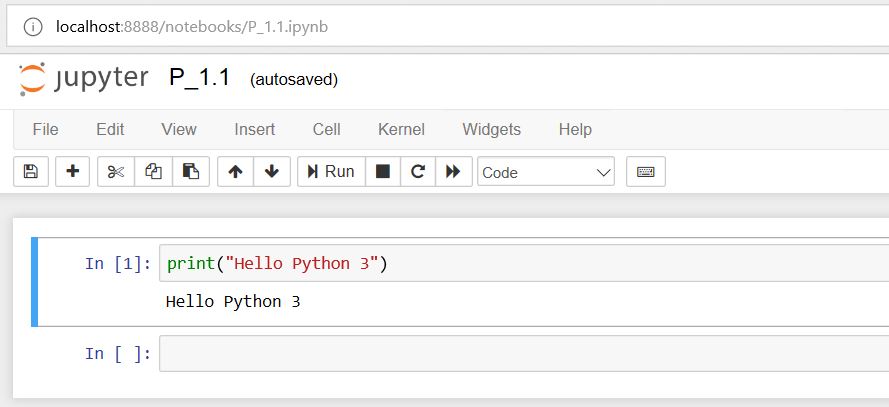 localhost:8888/notebooks/P_1.1.ipynb
jupyter P_1.1 (autosaved)
File Edit View Insert Cell Kernel Widgets Help
Run Code
In [1]: print("Hello Python 3")
Hello Python 3
In [ ]: